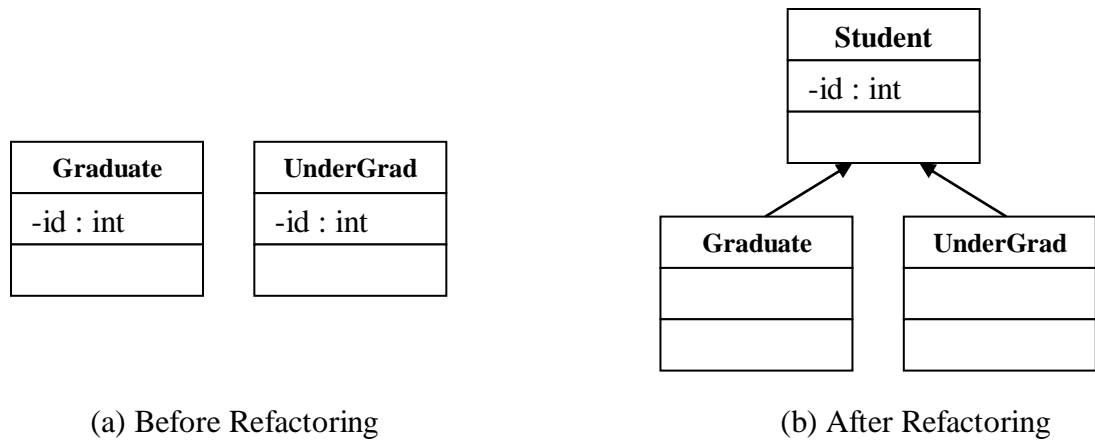 Graduate
-id : int
UnderGrad
-id : int
(a) Before Refactoring
Student
-id : int
Graduate
UnderGrad
(b) After Refactoring